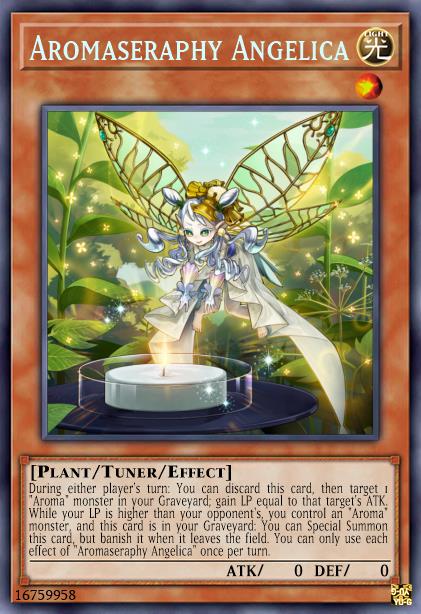 AROMASERAPHY ANGELICA
LIGHT
光
[PLANT/TUNER/EFFECT]
During either player's turn: You can discard this card, then target 1
"Aroma" monster in your Graveyard; gain LP equal to that target's ATK.
While your LP is higher than your opponent's, you control an "Aroma"
monster, and this card is in your Graveyard: You can Special Summon
this card, but banish it when it leaves the field. You can only use each
effect of "Aromaseraphy Angelica" once per turn.
ATK/ 0 DEF/ 0
16759958